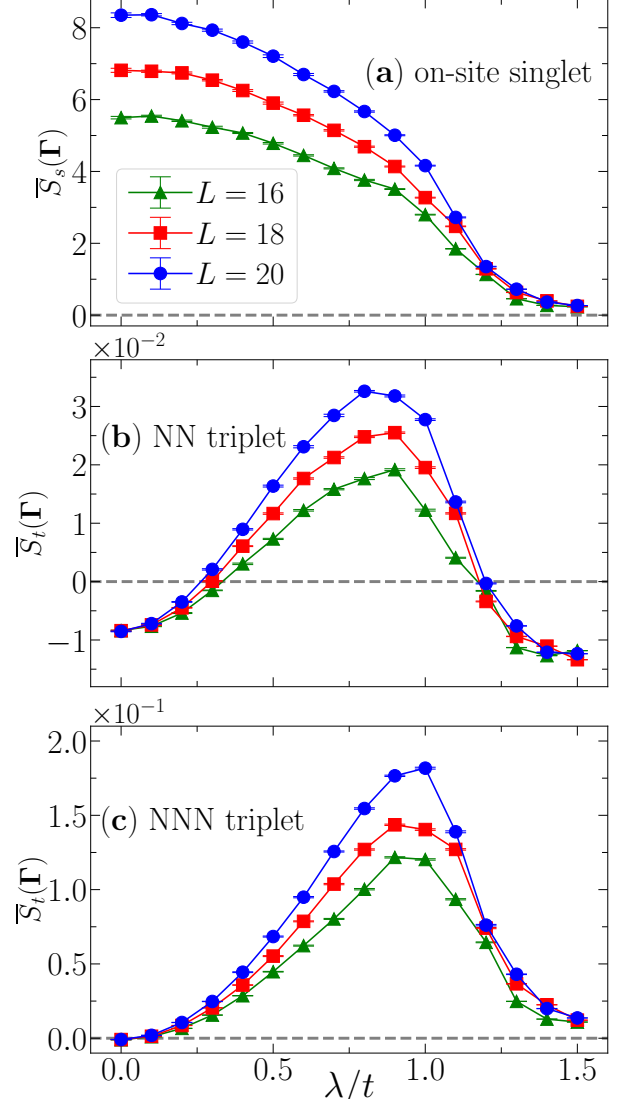 8
6
4
2
0
S̅ₛ(Γ)
(a) on-site singlet
L = 16
L = 18
L = 20
×10⁻²
3
2
1
0
−1
S̅ₜ(Γ)
(b) NN triplet
×10⁻¹
2.0
1.5
1.0
0.5
0.0
S̅ₜ(Γ)
(c) NNN triplet
0.0 0.5 1.0 1.5
λ/t